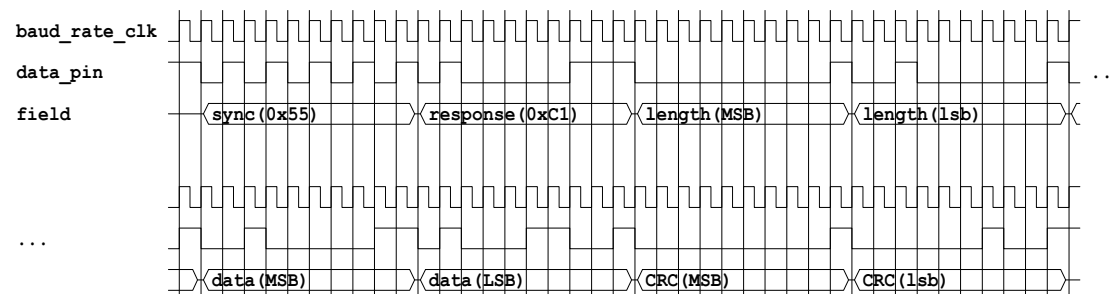 baud_rate_clk
data_pin ..
field sync(0x55) response(0xC1) length(MSB) length(lsb)
...
data(MSB) data(LSB) CRC(MSB) CRC(lsb)